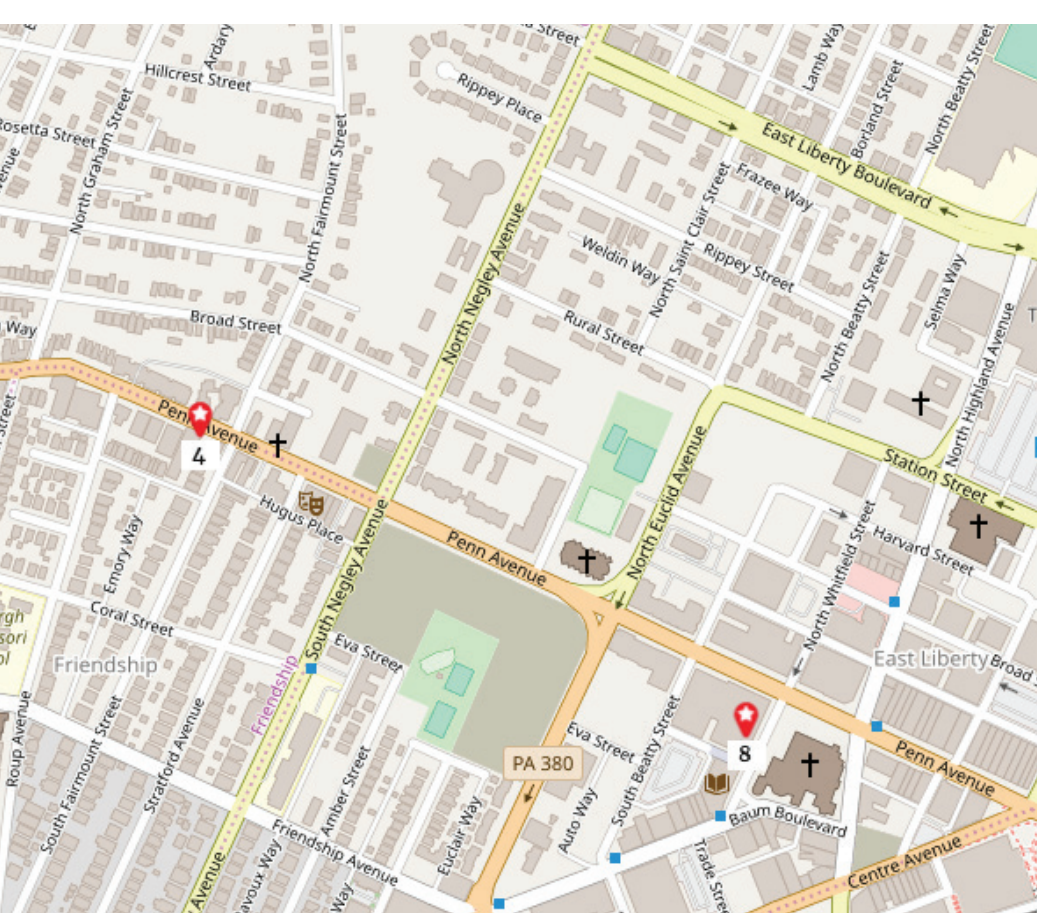 Ardary
Hillcrest Street
Rippey Place
Lamb Way
Borland Street
North Beatty Street
Rosetta Street
North Graham Street
North Fairmount Street
East Liberty Boulevard
Frazee Way
North Negley Avenue
Weldin Way
North Saint Clair Street
Rippey Street
North Beatty Street
Selma Way
North Highland Avenue
Way
Broad Street
Rural Street
Street
Penn Avenue
4
Hugus Place
Station Street
North Euclid Avenue
Harvard Street
Penn Avenue
South Negley Avenue
North Whitfield Street
Emory Way
Coral Street
Friendship
Eva Street
Friendship
East Liberty
Broad
Roup Avenue
South Fairmount Street
Stratford Avenue
Amber Street
Eva Street
South Beatty Street
PA 380
8
Penn Avenue
Auto Way
Baum Boulevard
Euclair Way
Friendship Avenue
Trade Stre
Centre Avenue
Avenue
Way